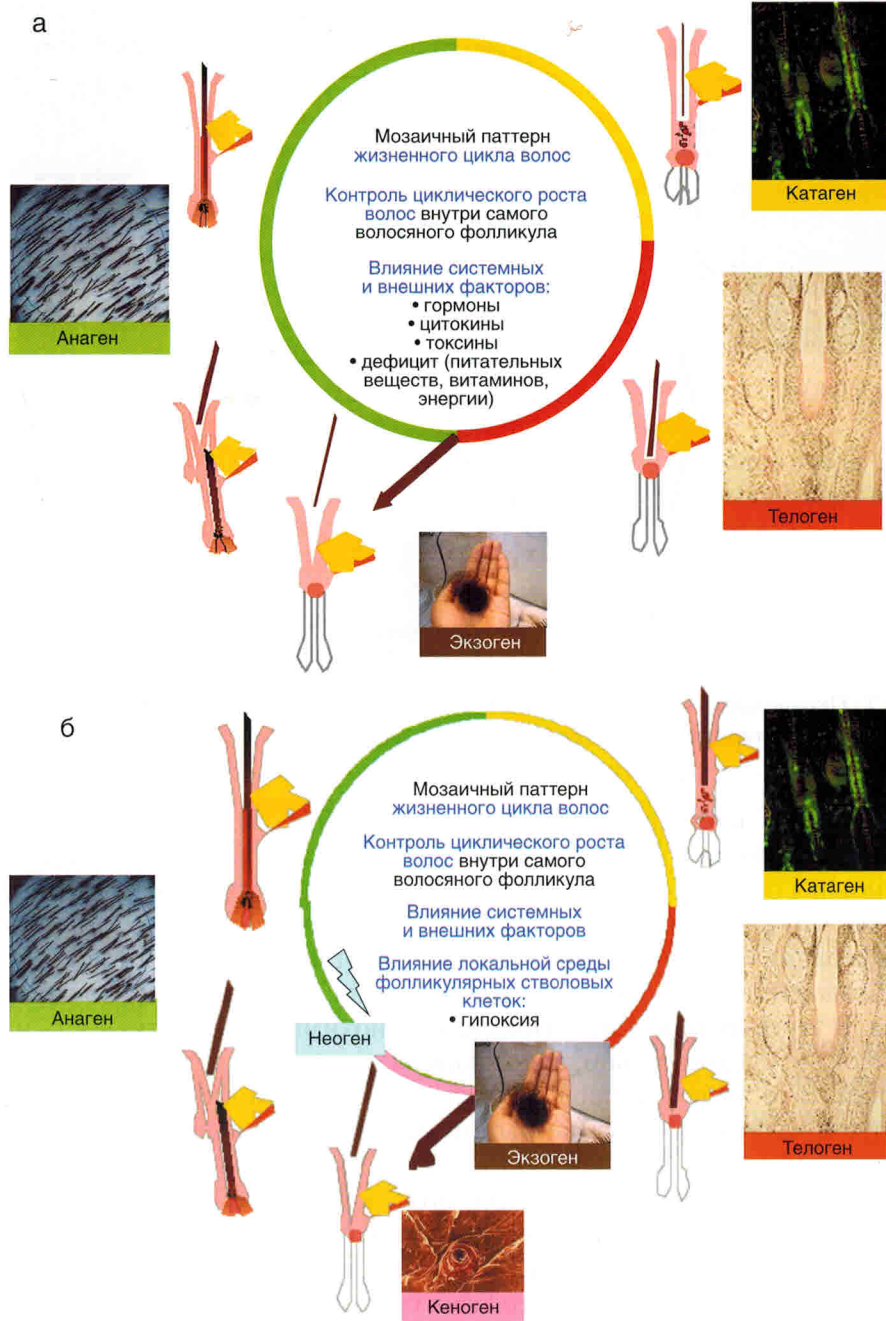 а
Мозаичный паттерн
жизненного цикла волос
Контроль циклического роста
волос внутри самого
волосяного фолликула
Влияние системных
и внешних факторов:
• гормоны
• цитокины
• токсины
• дефицит (питательных
веществ, витаминов,
энергии)
Катаген
Анаген
Телоген
Экзоген
б
Мозаичный паттерн
жизненного цикла волос
Контроль циклического роста
волос внутри самого
волосяного фолликула
Влияние системных
и внешних факторов
Влияние локальной среды
фолликулярных стволовых
клеток:
• гипоксия
Катаген
Анаген
Неоген
Экзоген
Телоген
Кеноген